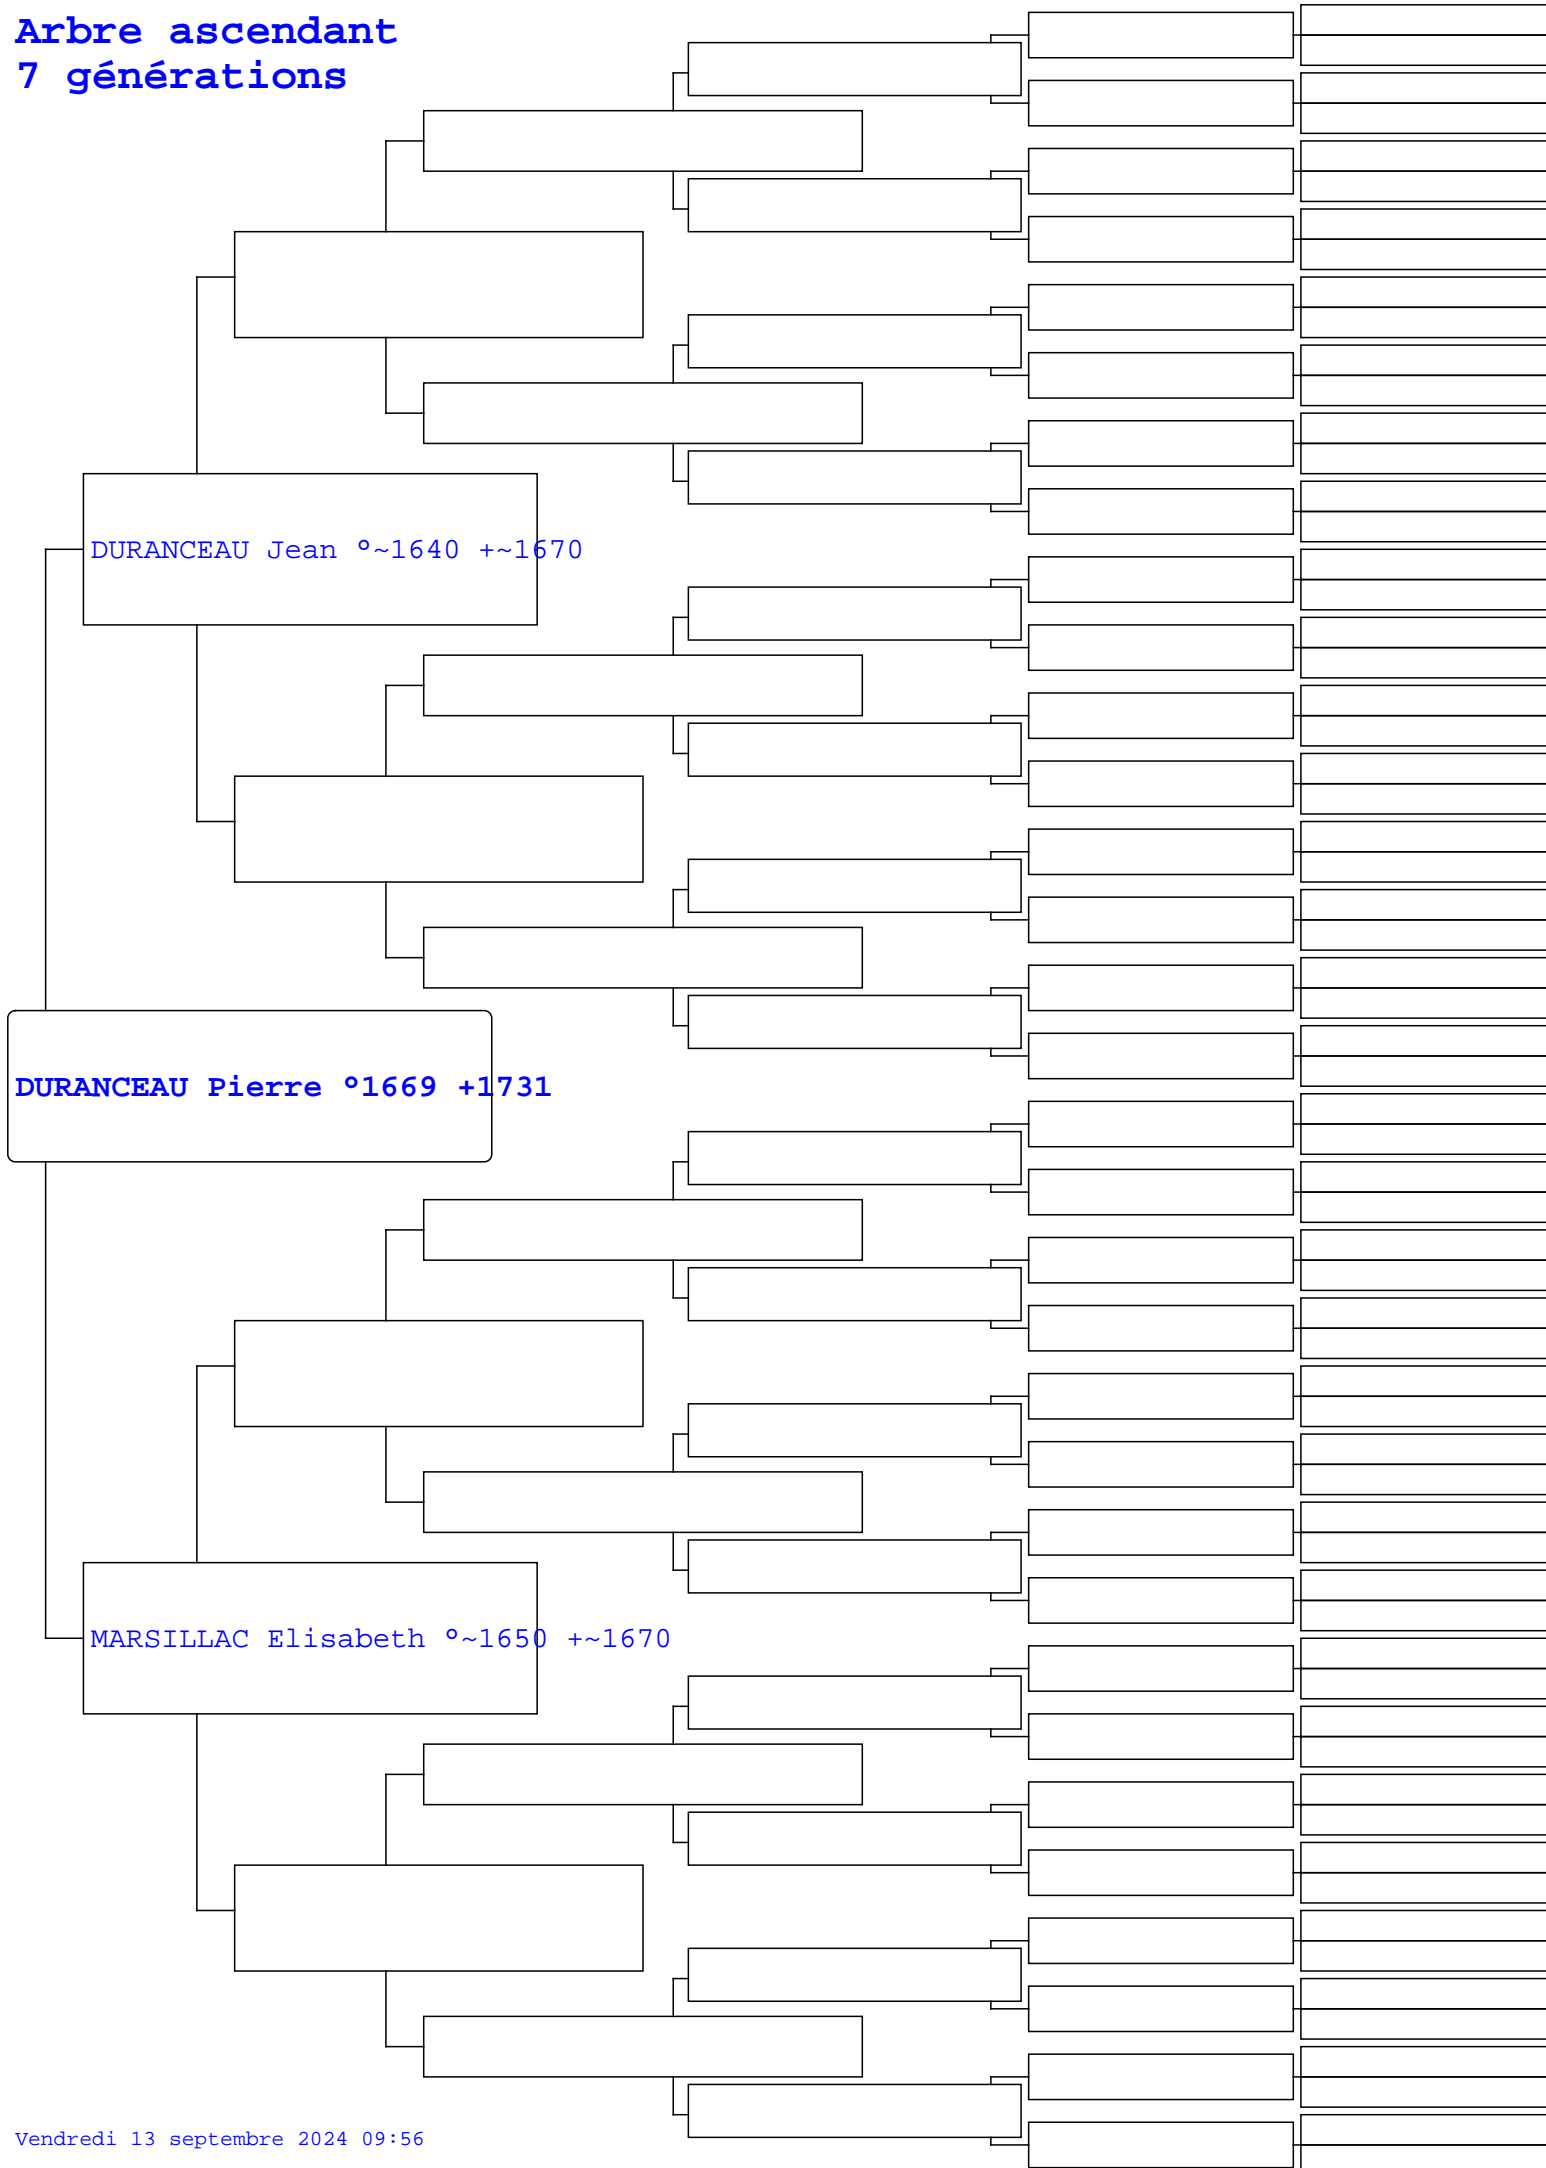 Arbre ascendant
7 générations
DURANCEAU Jean °~1640 +~1670
DURANCEAU Pierre °1669 +1731
MARSILLAC Elisabeth °~1650 +~1670
Vendredi 13 septembre 2024 09:56